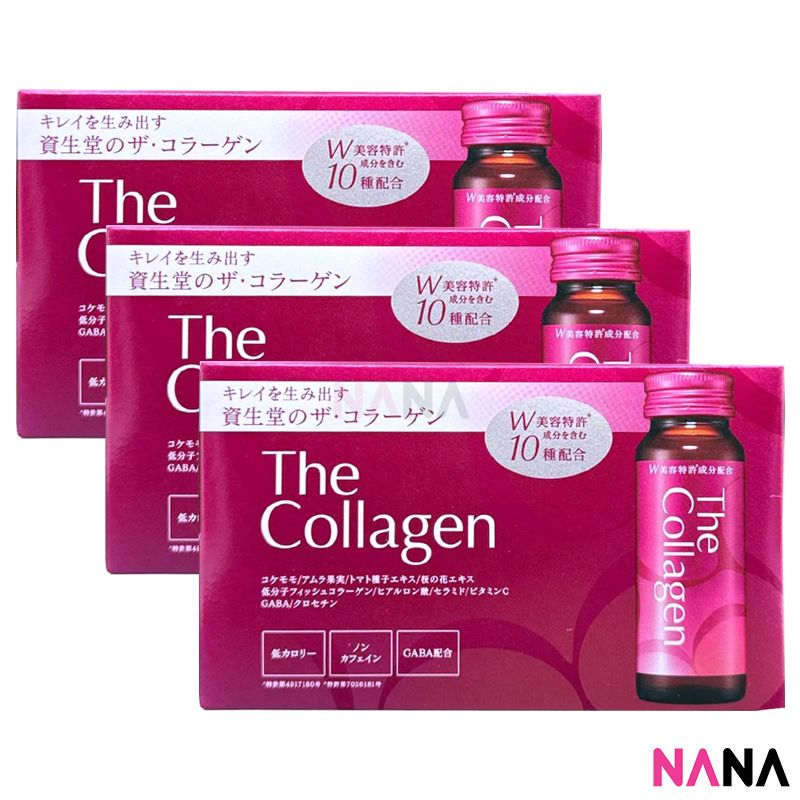 キレイを生み出す
資生堂のザ・コラーゲン
W美容特許*
成分を含む
10種配合
The
W美容特許*成分配合
The
コケモモ
低分子
GABA
低カロ
キレイを生み出す
資生堂のザ・コラーゲン
W美容特許*
成分を含む
10種配合
The
W美容特許*成分配合
The
コケモモ
低分子
GABA/
低カロ
NANA
キレイを生み出す
資生堂のザ・コラーゲン
W美容特許*
成分を含む
10種配合
The
Collagen
コケモモ/アムラ果実/トマト種子エキス/桜の花エキス
低分子フィッシュコラーゲン/ヒアルロン酸/セラミド/ビタミンC
GABA/クロセチン
低カロリー
ノン
カフェイン
GABA配合
*特許第4917180号 *特許第7026181号
W美容特許*成分配合
The
Collagen
NANA